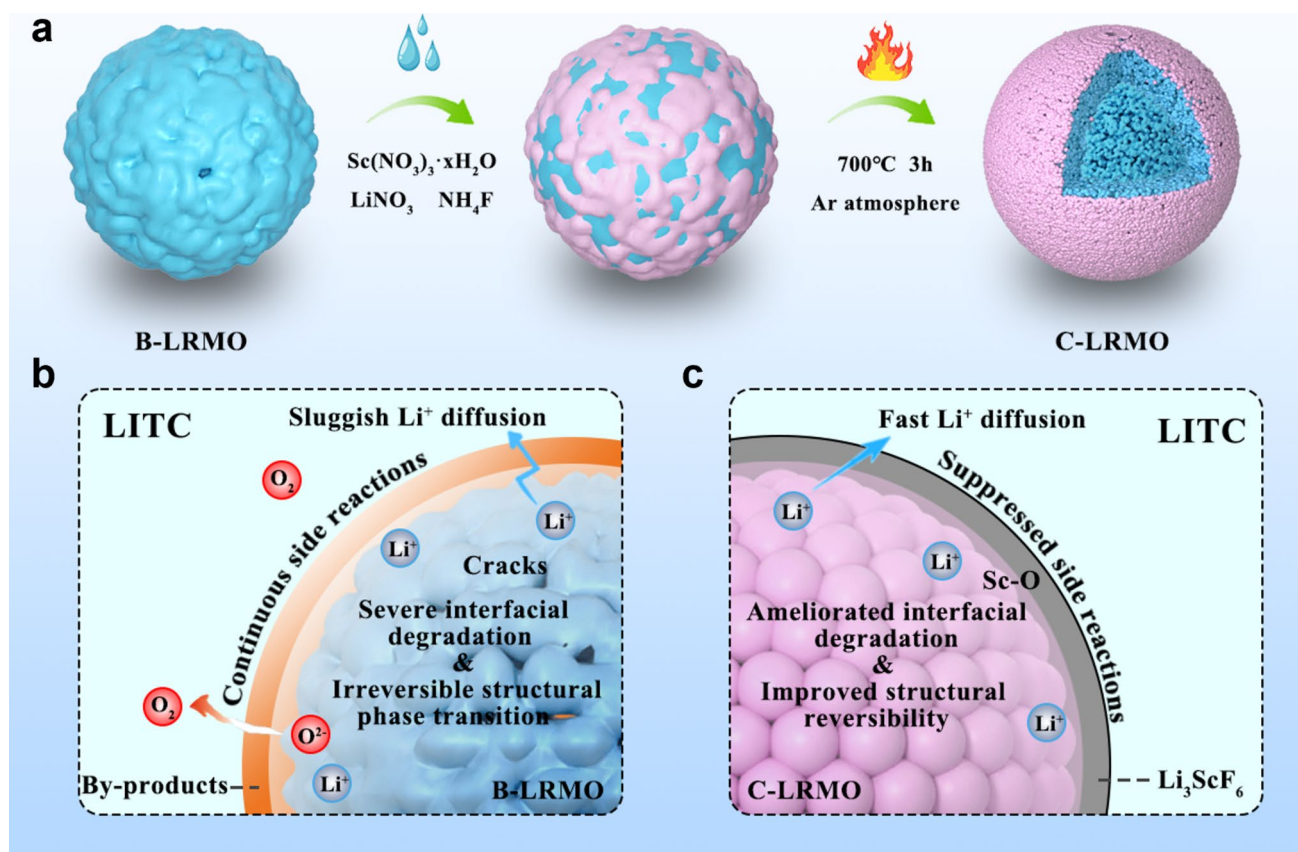 a
Sc(NO₃)₃·xH₂O
LiNO₃ NH₄F
700℃ 3h
Ar atmosphere
B-LRMO
C-LRMO
b
LITC
Sluggish Li⁺ diffusion
O₂
Continuous side reactions
Li⁺
Li⁺
Cracks
Severe interfacial
degradation
&
Irreversible structural
phase transition
O₂
O²⁻
Li⁺
By-products
B-LRMO
c
Fast Li⁺ diffusion
LITC
Suppressed side reactions
Li⁺
Li⁺
Sc-O
Ameliorated interfacial
degradation
&
Improved structural
reversibility
Li⁺
C-LRMO
Li₃ScF₆